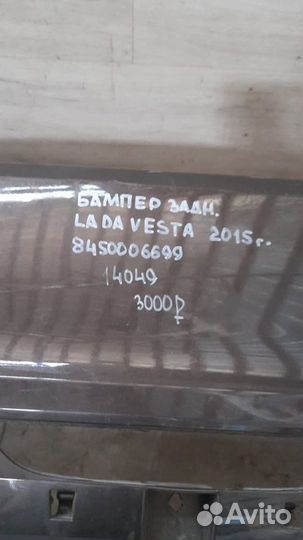 БАМПЕР ЗАДН.
LADA VESTA 2015г.
8450006699
14049
3000₽
Avito